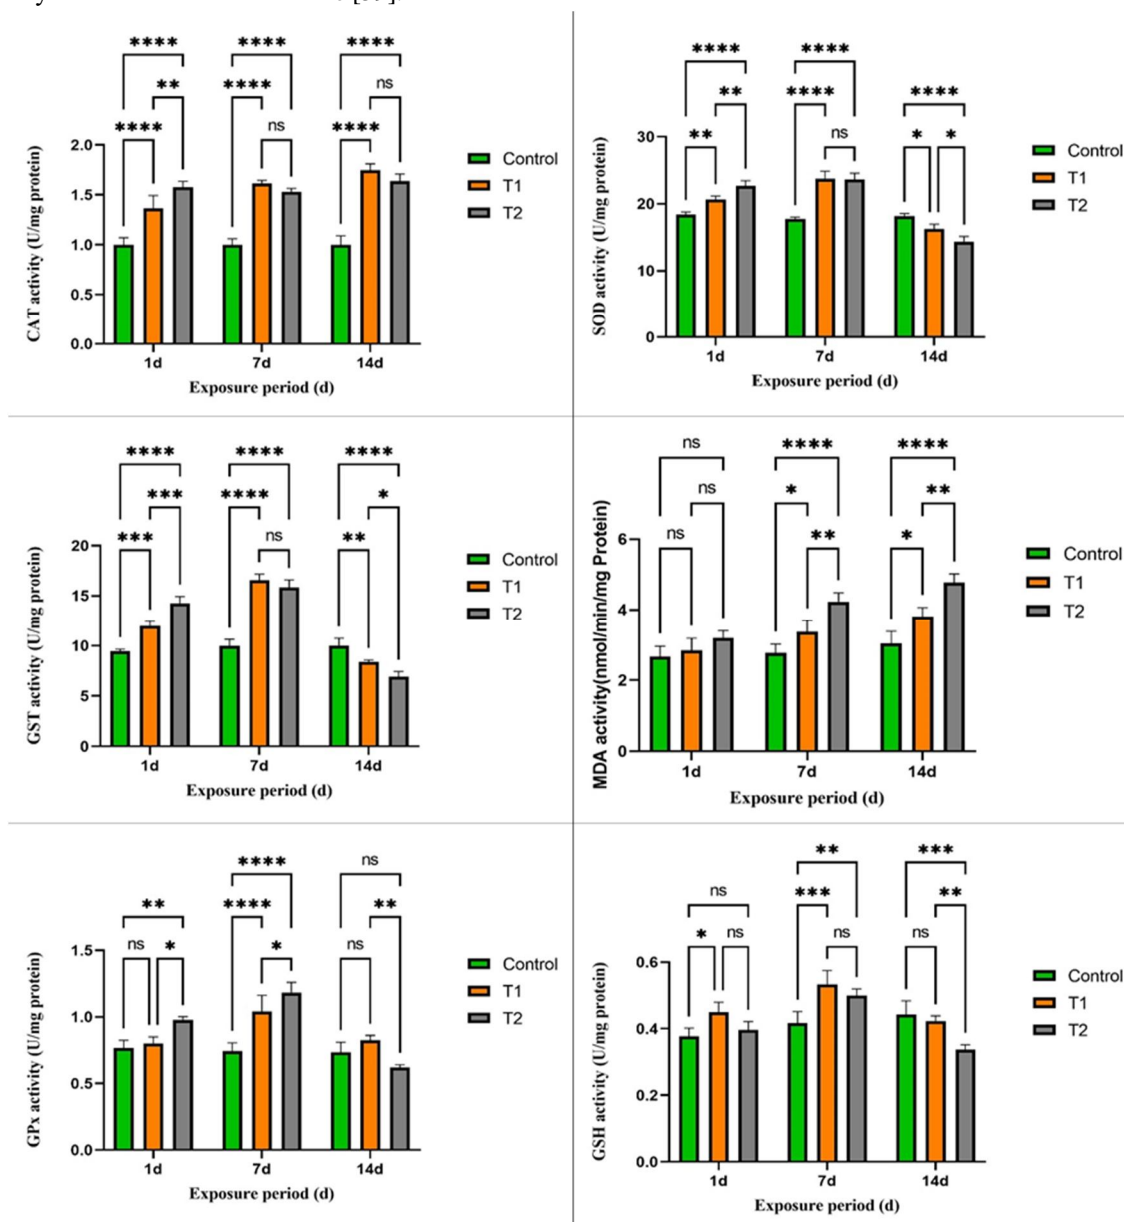 **** **** ****
** ns
**** **** ns ****
2.0
1.5
1.0
0.5
0.0
CAT activity (U/mg protein)
1d 7d 14d
Exposure period (d)
Control
T1
T2
**** ****
** **** ****
** ns * *
30
20
10
0
SOD activity (U/mg protein)
1d 7d 14d
Exposure period (d)
Control
T1
T2
**** **** ****
*** **** *
*** ns **
20
15
10
5
0
GST activity (U/mg protein)
1d 7d 14d
Exposure period (d)
Control
T1
T2
ns **** ****
ns * **
ns ** *
6
4
2
0
MDA activity(nmol/min/mg Protein)
1d 7d 14d
Exposure period (d)
Control
T1
T2
**** ns
** **** **
ns * * ns
1.5
1.0
0.5
0.0
GPx activity (U/mg protein)
1d 7d 14d
Exposure period (d)
Control
T1
T2
** ***
ns *** **
* ns ns ns
0.6
0.4
0.2
0.0
GSH activity (U/mg protein)
1d 7d 14d
Exposure period (d)
Control
T1
T2